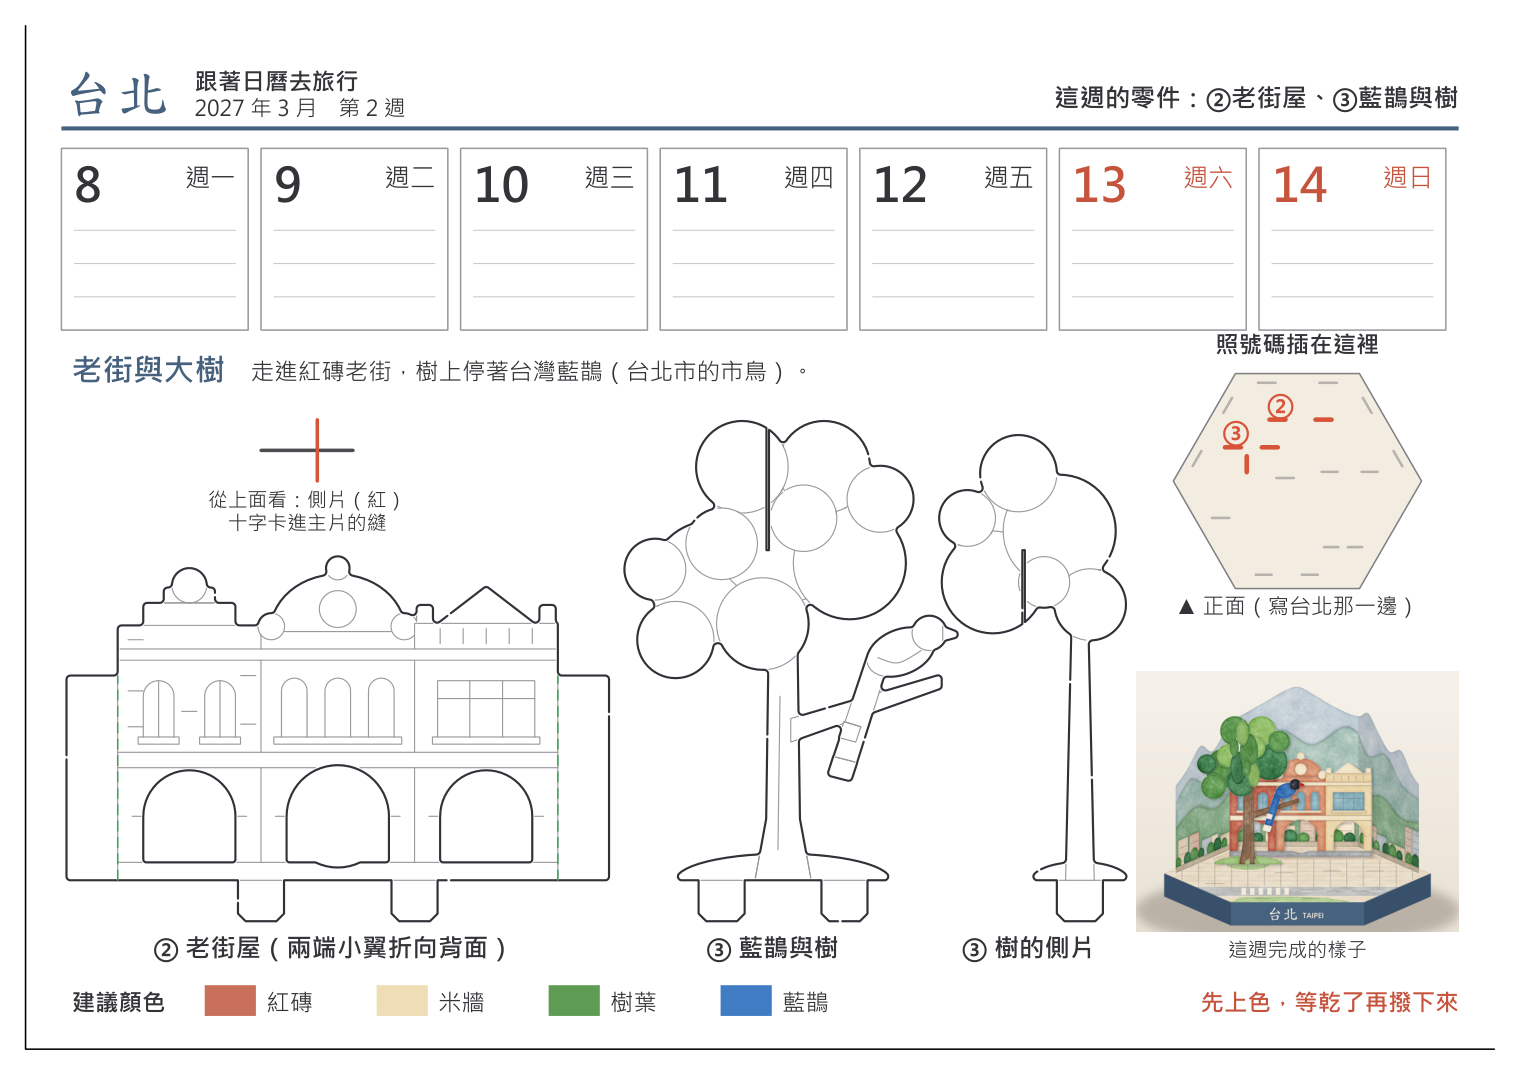 台北
跟著日曆去旅行
2027 年 3 月　第 2 週
這週的零件：②老街屋、③藍鵲與樹
8 週一
9 週二
10 週三
11 週四
12 週五
13 週六
14 週日
老街與大樹
走進紅磚老街，樹上停著台灣藍鵲（台北市的市鳥）。
照號碼插在這裡
②
③
▲ 正面（寫台北那一邊）
從上面看：側片（紅）
十字卡進主片的縫
台北 TAIPEI
② 老街屋（兩端小翼折向背面）
③ 藍鵲與樹
③ 樹的側片
這週完成的樣子
建議顏色
紅磚
米牆
樹葉
藍鵲
先上色，等乾了再撥下來